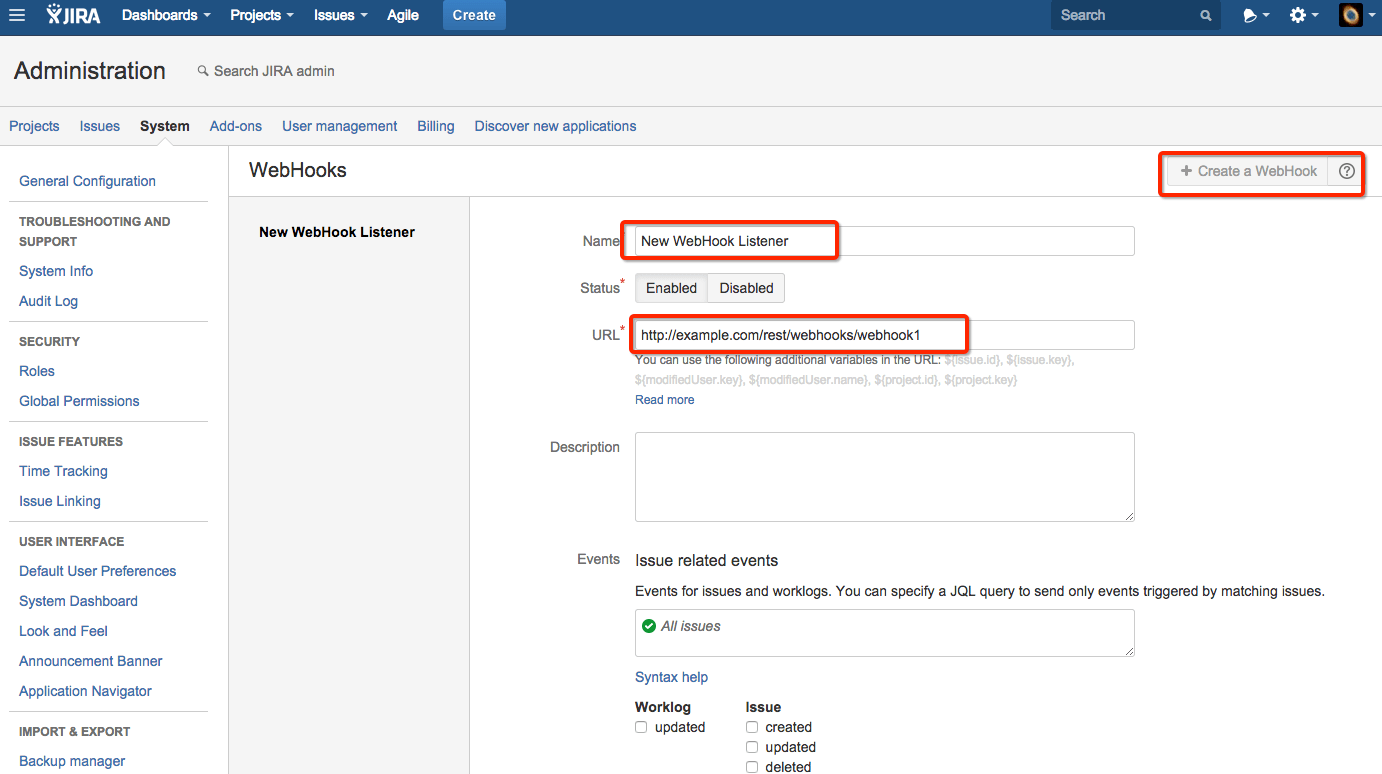 JIRA Dashboards Projects Issues Agile Create Search
Administration Search JIRA admin
Projects Issues System Add-ons User management Billing Discover new applications
General Configuration
TROUBLESHOOTING AND
SUPPORT
System Info
Audit Log
SECURITY
Roles
Global Permissions
ISSUE FEATURES
Time Tracking
Issue Linking
USER INTERFACE
Default User Preferences
System Dashboard
Look and Feel
Announcement Banner
Application Navigator
IMPORT & EXPORT
Backup manager
WebHooks + Create a WebHook ?
New WebHook Listener
Name New WebHook Listener
Status* Enabled Disabled
URL* http://example.com/rest/webhooks/webhook1
You can use the following additional variables in the URL: ${issue.id}, ${issue.key},
${modifiedUser.key}, ${modifiedUser.name}, ${project.id}, ${project.key}
Read more
Description
Events Issue related events
Events for issues and worklogs. You can specify a JQL query to send only events triggered by matching issues.
All issues
Syntax help
Worklog Issue
updated created
updated
deleted